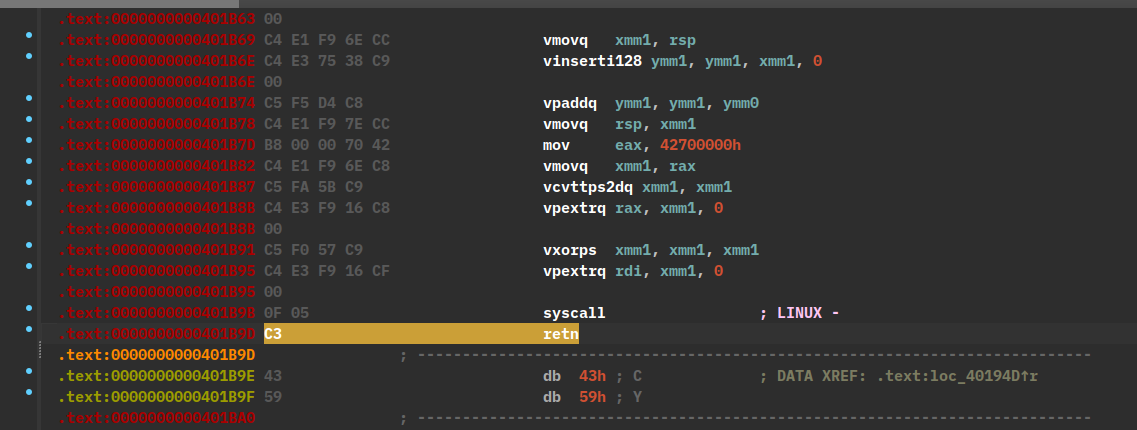 .text:0000000000401B63 00
.text:0000000000401B69 C4 E1 F9 6E CC vmovq xmm1, rsp
.text:0000000000401B6E C4 E3 75 38 C9 vinserti128 ymm1, ymm1, xmm1, 0
.text:0000000000401B6E 00
.text:0000000000401B74 C5 F5 D4 C8 vpaddq ymm1, ymm1, ymm0
.text:0000000000401B78 C4 E1 F9 7E CC vmovq rsp, xmm1
.text:0000000000401B7D B8 00 00 70 42 mov eax, 42700000h
.text:0000000000401B82 C4 E1 F9 6E C8 vmovq xmm1, rax
.text:0000000000401B87 C5 FA 5B C9 vcvttps2dq xmm1, xmm1
.text:0000000000401B8B C4 E3 F9 16 C8 vpextrq rax, xmm1, 0
.text:0000000000401B8B 00
.text:0000000000401B91 C5 F0 57 C9 vxorps xmm1, xmm1, xmm1
.text:0000000000401B95 C4 E3 F9 16 CF vpextrq rdi, xmm1, 0
.text:0000000000401B95 00
.text:0000000000401B9B 0F 05 syscall ; LINUX -
.text:0000000000401B9D C3 retn
.text:0000000000401B9D ; ---------------------------------------------------------------------------
.text:0000000000401B9E 43 db 43h ; C ; DATA XREF: .text:loc_40194D↑r
.text:0000000000401B9F 59 db 59h ; Y
.text:0000000000401BA0 ; ---------------------------------------------------------------------------